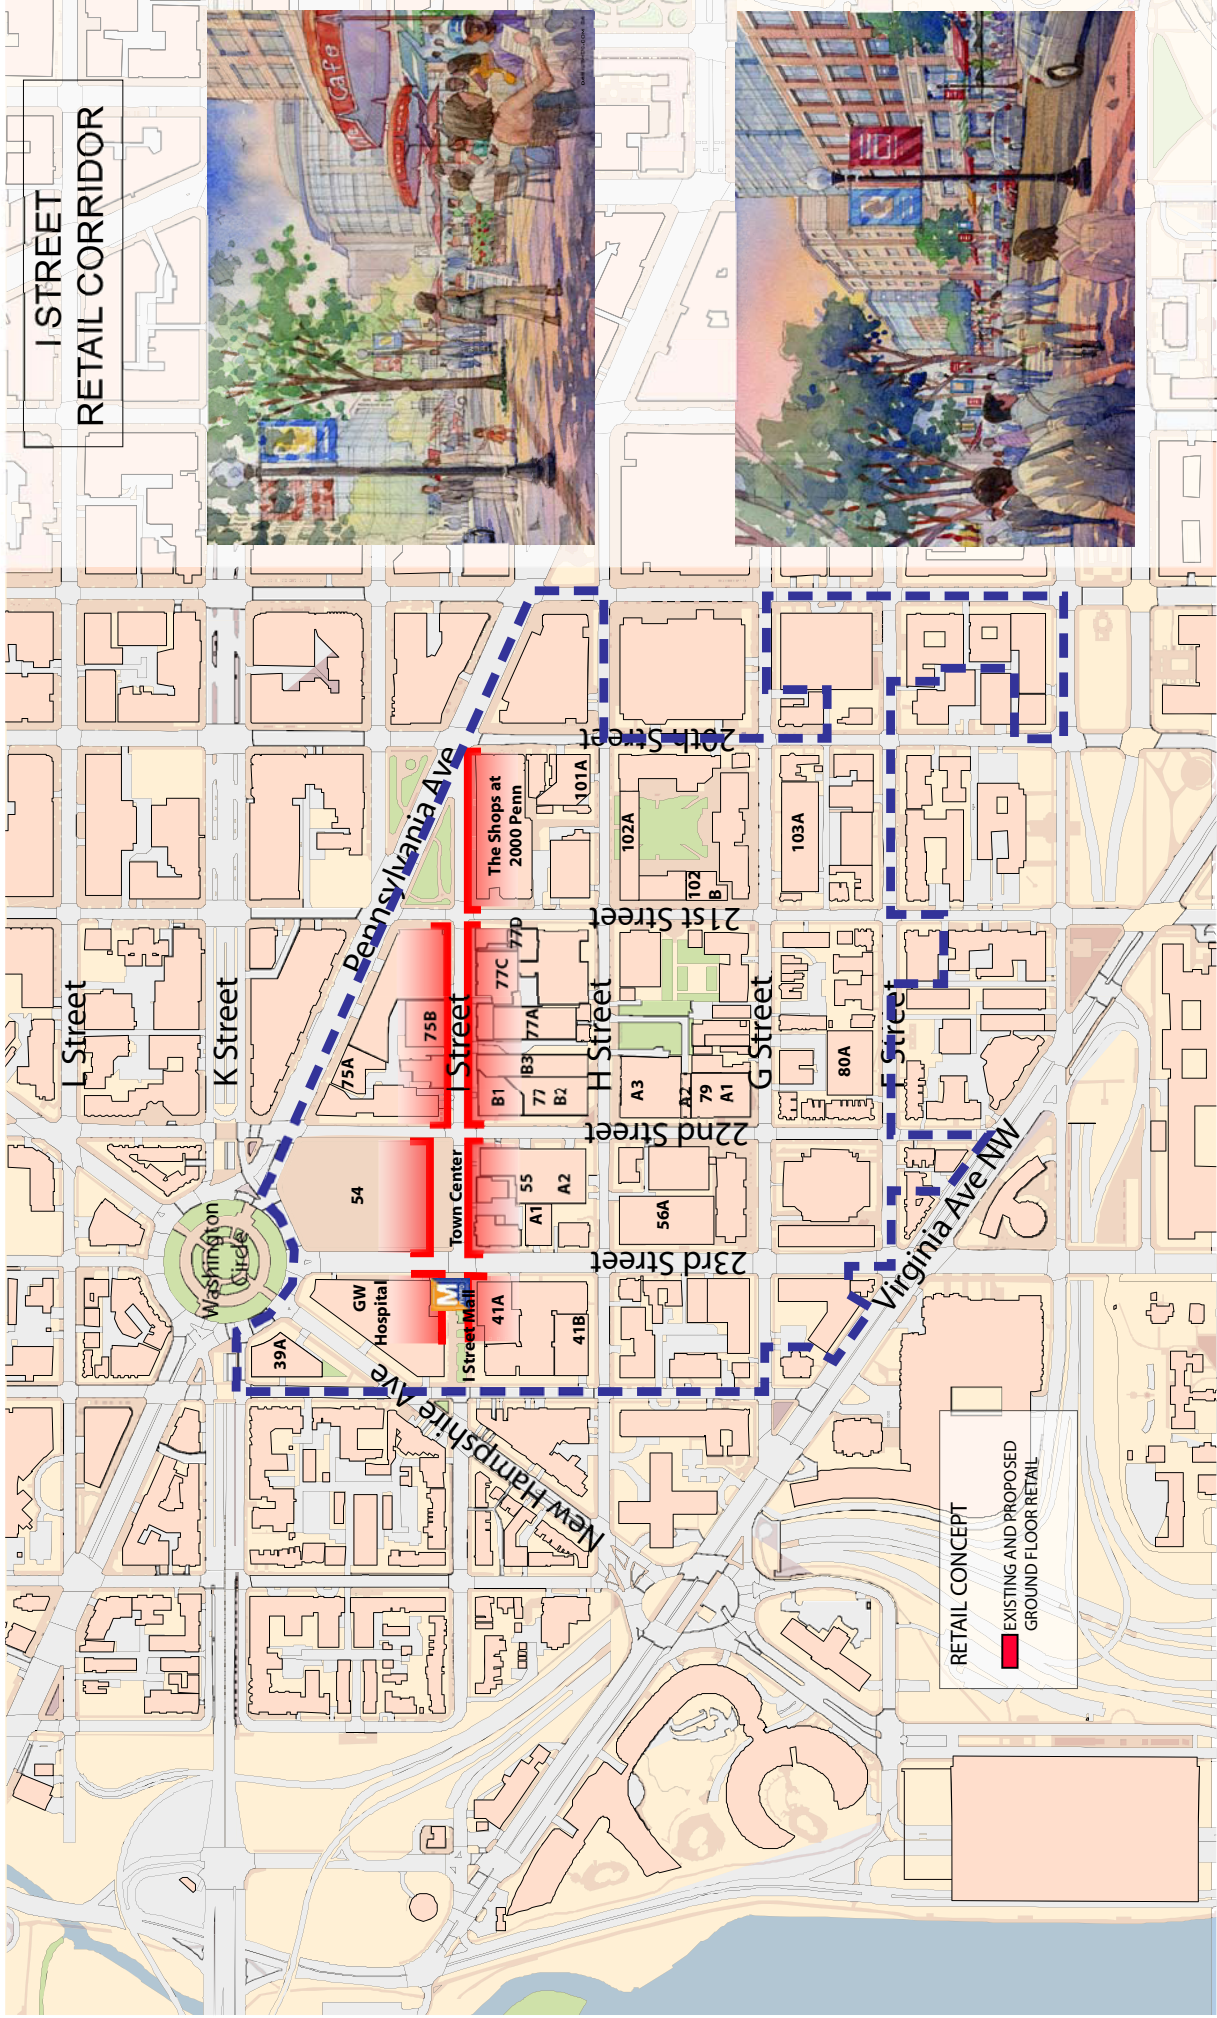 I STREET
RETAIL CORRIDOR
Cafe
L Street
K Street
Pennsylvania Ave
I Street
H Street
G Street
F Street
Virginia Ave NW
New Hampshire Ave
20th Street
21st Street
22nd Street
23rd Street
Washington
Circle
39A
GW
Hospital
54
75A
75B
Town Center
I Street Mall
M
41A
41B
55
A1
A2
56A
B1
77
B2
B3
77A
77C
77D
The Shops at
2000 Penn
101A
102A
102
B
103A
A3
A2
79
A1
80A
RETAIL CONCEPT
EXISTING AND PROPOSED
GROUND FLOOR RETAIL